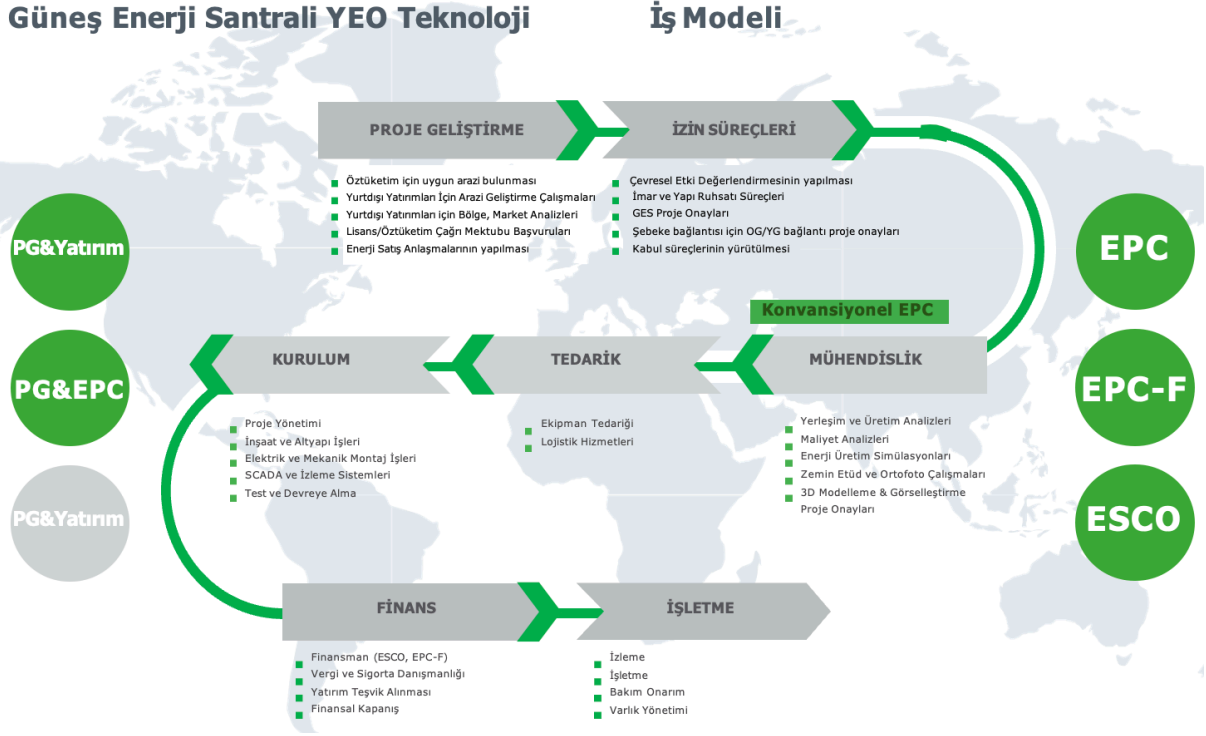 Güneş Enerji Santrali YEO Teknoloji İş Modeli
PROJE GELİŞTİRME
Öztüketim için uygun arazi bulunması
Yurtdışı Yatırımları İçin Arazi Geliştirme Çalışmaları
Yurtdışı Yatırımları için Bölge, Market Analizleri
Lisans/Öztüketim Çağrı Mektubu Başvuruları
Enerji Satış Anlaşmalarının yapılması
İZİN SÜREÇLERİ
Çevresel Etki Değerlendirmesinin yapılması
İmar ve Yapı Ruhsatı Süreçleri
GES Proje Onayları
Şebeke bağlantısı için OG/YG bağlantı proje onayları
Kabul süreçlerinin yürütülmesi
PG&Yatırım
PG&EPC
PG&Yatırım
EPC
EPC-F
ESCO
Konvansiyonel EPC
MÜHENDİSLİK
Yerleşim ve Üretim Analizleri
Maliyet Analizleri
Enerji Üretim Simülasyonları
Zemin Etüd ve Ortofoto Çalışmaları
3D Modelleme & Görselleştirme
Proje Onayları
TEDARİK
Ekipman Tedariği
Lojistik Hizmetleri
KURULUM
Proje Yönetimi
İnşaat ve Altyapı İşleri
Elektrik ve Mekanik Montaj İşleri
SCADA ve İzleme Sistemleri
Test ve Devreye Alma
FİNANS
Finansman (ESCO, EPC-F)
Vergi ve Sigorta Danışmanlığı
Yatırım Teşvik Alınması
Finansal Kapanış
İŞLETME
İzleme
İşletme
Bakım Onarım
Varlık Yönetimi